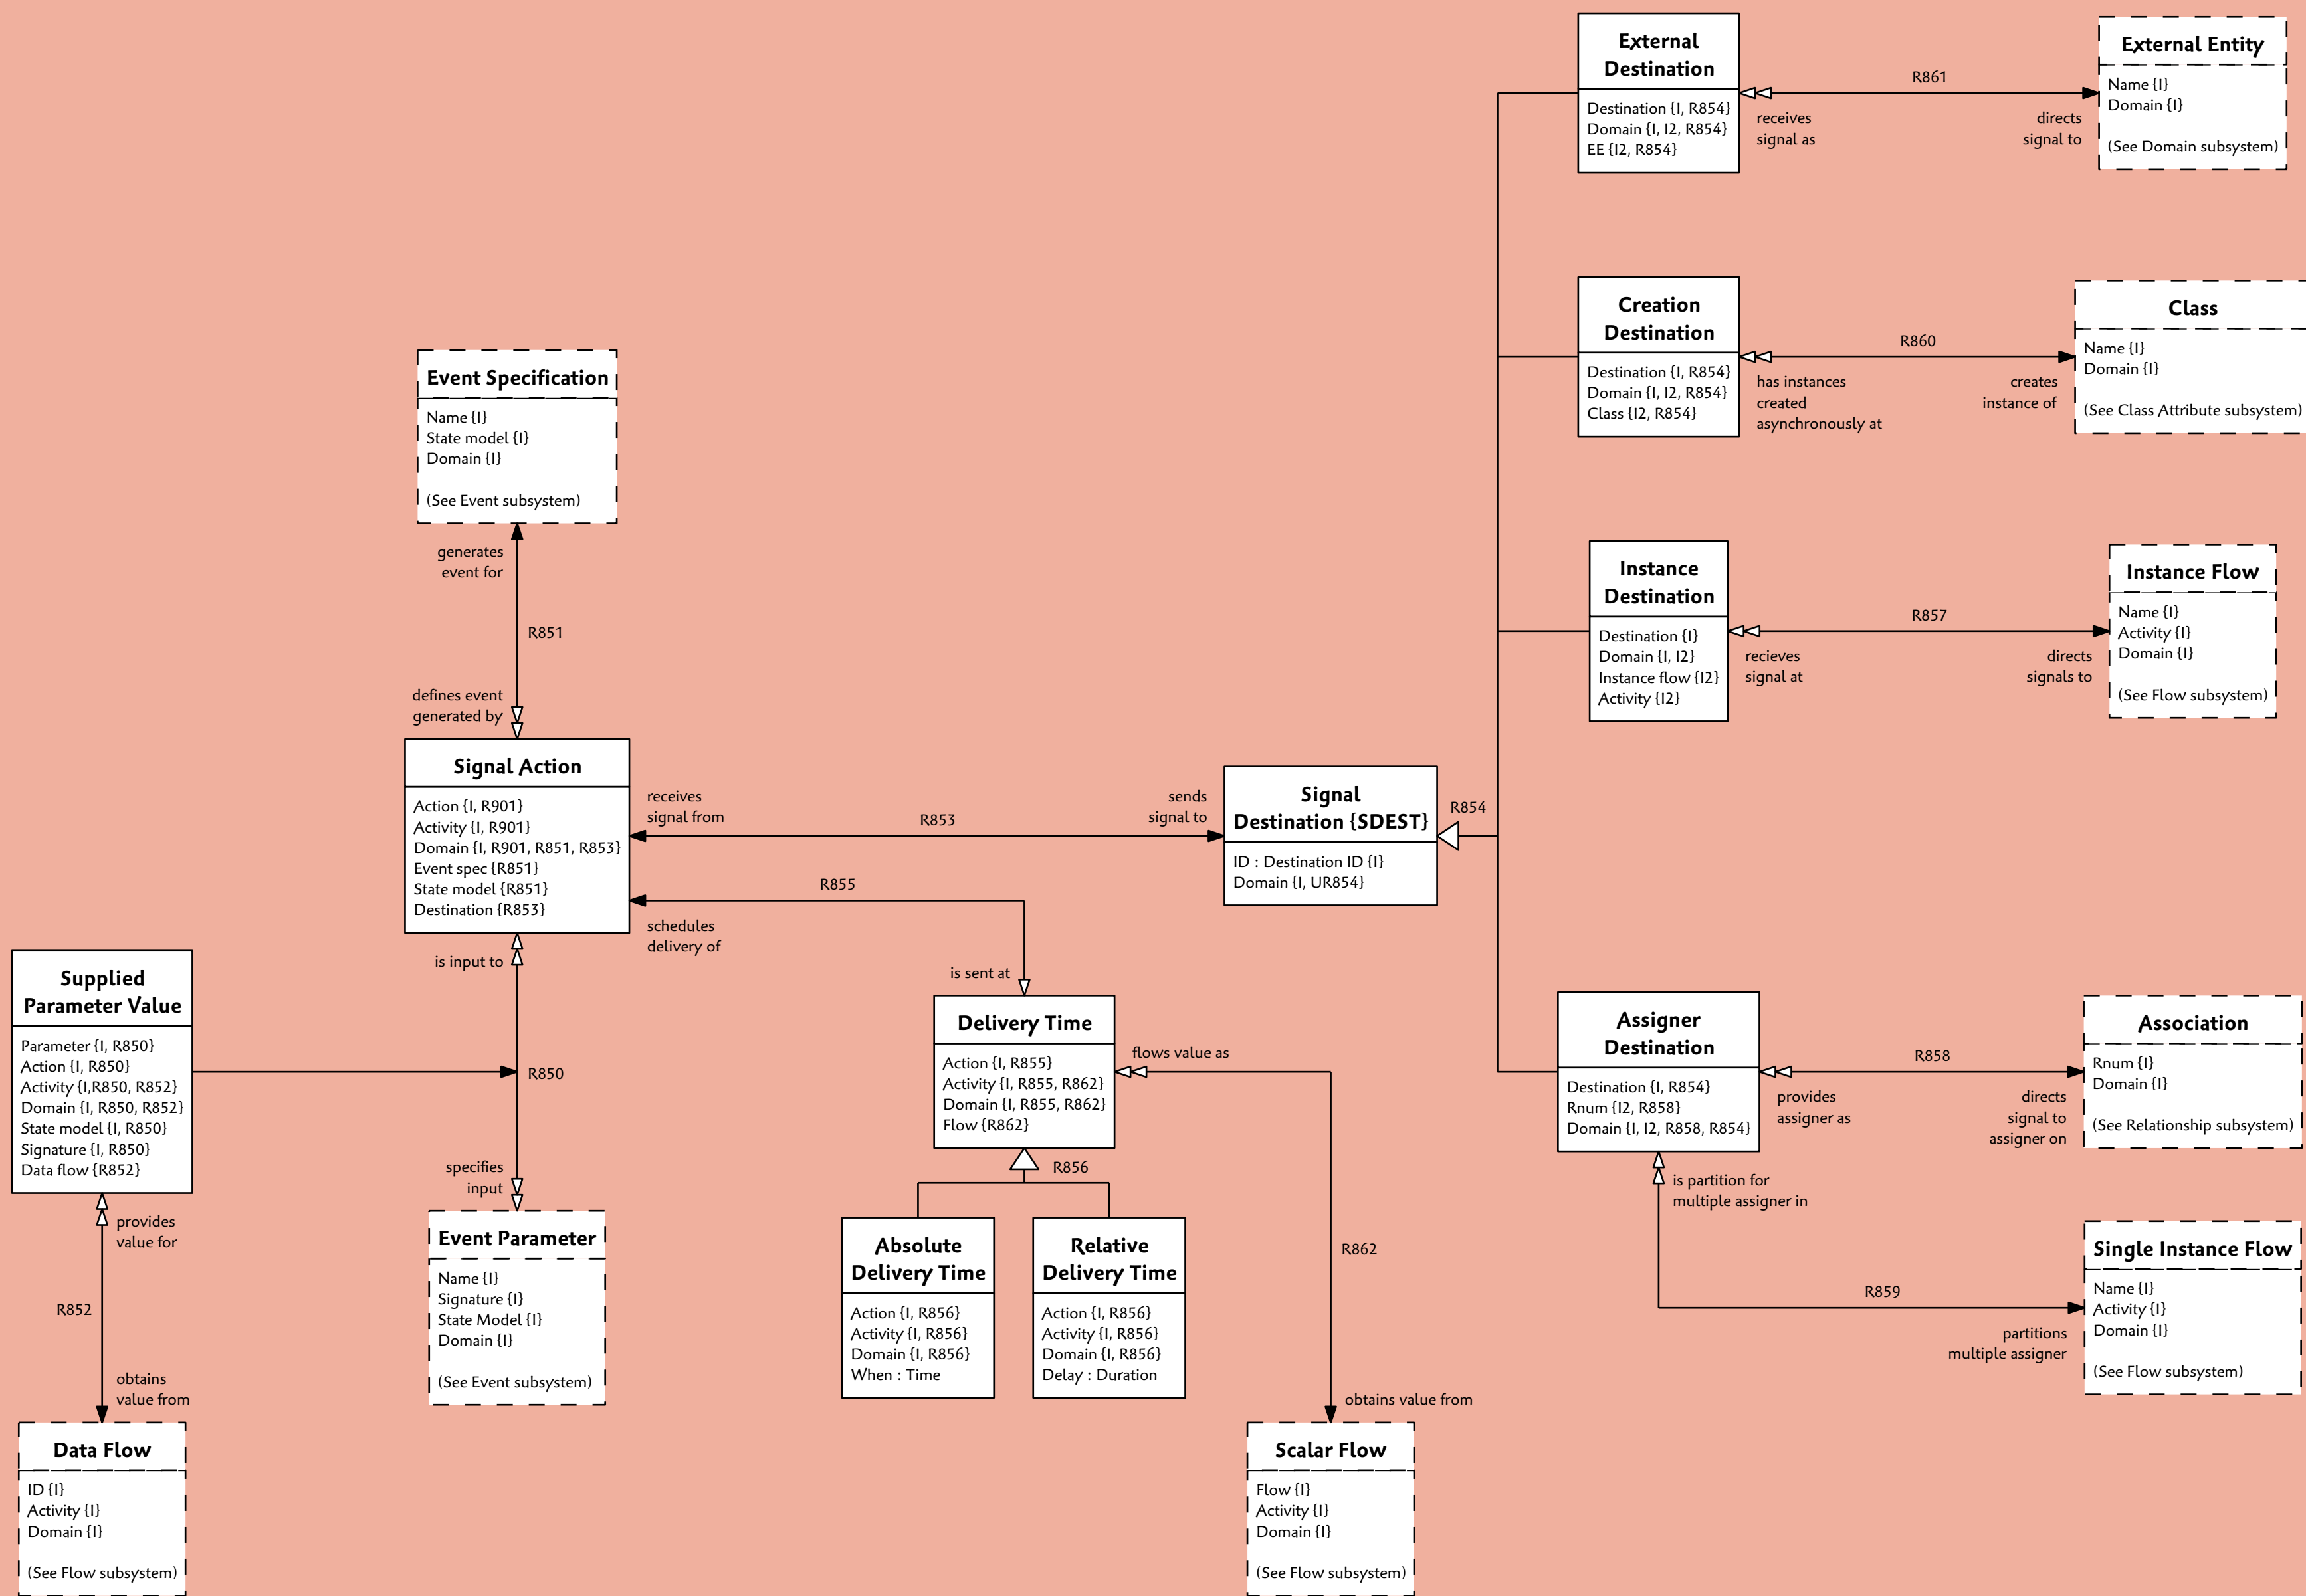 External
Destination
Destination {I, R854}
Domain {I, I2, R854}
EE {I2, R854}
R861
receives
signal as
directs
signal to
External Entity
Name {I}
Domain {I}
(See Domain subsystem)
Creation
Destination
Destination {I, R854}
Domain {I, I2, R854}
Class {I2, R854}
R860
has instances
created
asynchronously at
creates
instance of
Class
Name {I}
Domain {I}
(See Class Attribute subsystem)
Event Specification
Name {I}
State model {I}
Domain {I}
(See Event subsystem)
generates
event for
R851
defines event
generated by
Instance
Destination
Destination {I}
Domain {I, I2}
Instance flow {I2}
Activity {I2}
R857
recieves
signal at
directs
signals to
Instance Flow
Name {I}
Activity {I}
Domain {I}
(See Flow subsystem)
Signal Action
Action {I, R901}
Activity {I, R901}
Domain {I, R901, R851, R853}
Event spec {R851}
State model {R851}
Destination {R853}
receives
signal from
R853
sends
signal to
Signal
Destination {SDEST}
ID : Destination ID {I}
Domain {I, UR854}
R854
R855
schedules
delivery of
is sent at
Supplied
Parameter Value
Parameter {I, R850}
Action {I, R850}
Activity {I,R850, R852}
Domain {I, R850, R852}
State model {I, R850}
Signature {I, R850}
Data flow {R852}
is input to
R850
specifies
input
Delivery Time
Action {I, R855}
Activity {I, R855, R862}
Domain {I, R855, R862}
Flow {R862}
flows value as
R856
Assigner
Destination
Destination {I, R854}
Rnum {I2, R858}
Domain {I, I2, R858, R854}
R858
provides
assigner as
directs
signal to
assigner on
Association
Rnum {I}
Domain {I}
(See Relationship subsystem)
is partition for
multiple assigner in
R859
partitions
multiple assigner
Single Instance Flow
Name {I}
Activity {I}
Domain {I}
(See Flow subsystem)
provides
value for
R852
obtains
value from
Event Parameter
Name {I}
Signature {I}
State Model {I}
Domain {I}
(See Event subsystem)
Absolute
Delivery Time
Action {I, R856}
Activity {I, R856}
Domain {I, R856}
When : Time
Relative
Delivery Time
Action {I, R856}
Activity {I, R856}
Domain {I, R856}
Delay : Duration
R862
obtains value from
Data Flow
ID {I}
Activity {I}
Domain {I}
(See Flow subsystem)
Scalar Flow
Flow {I}
Activity {I}
Domain {I}
(See Flow subsystem)